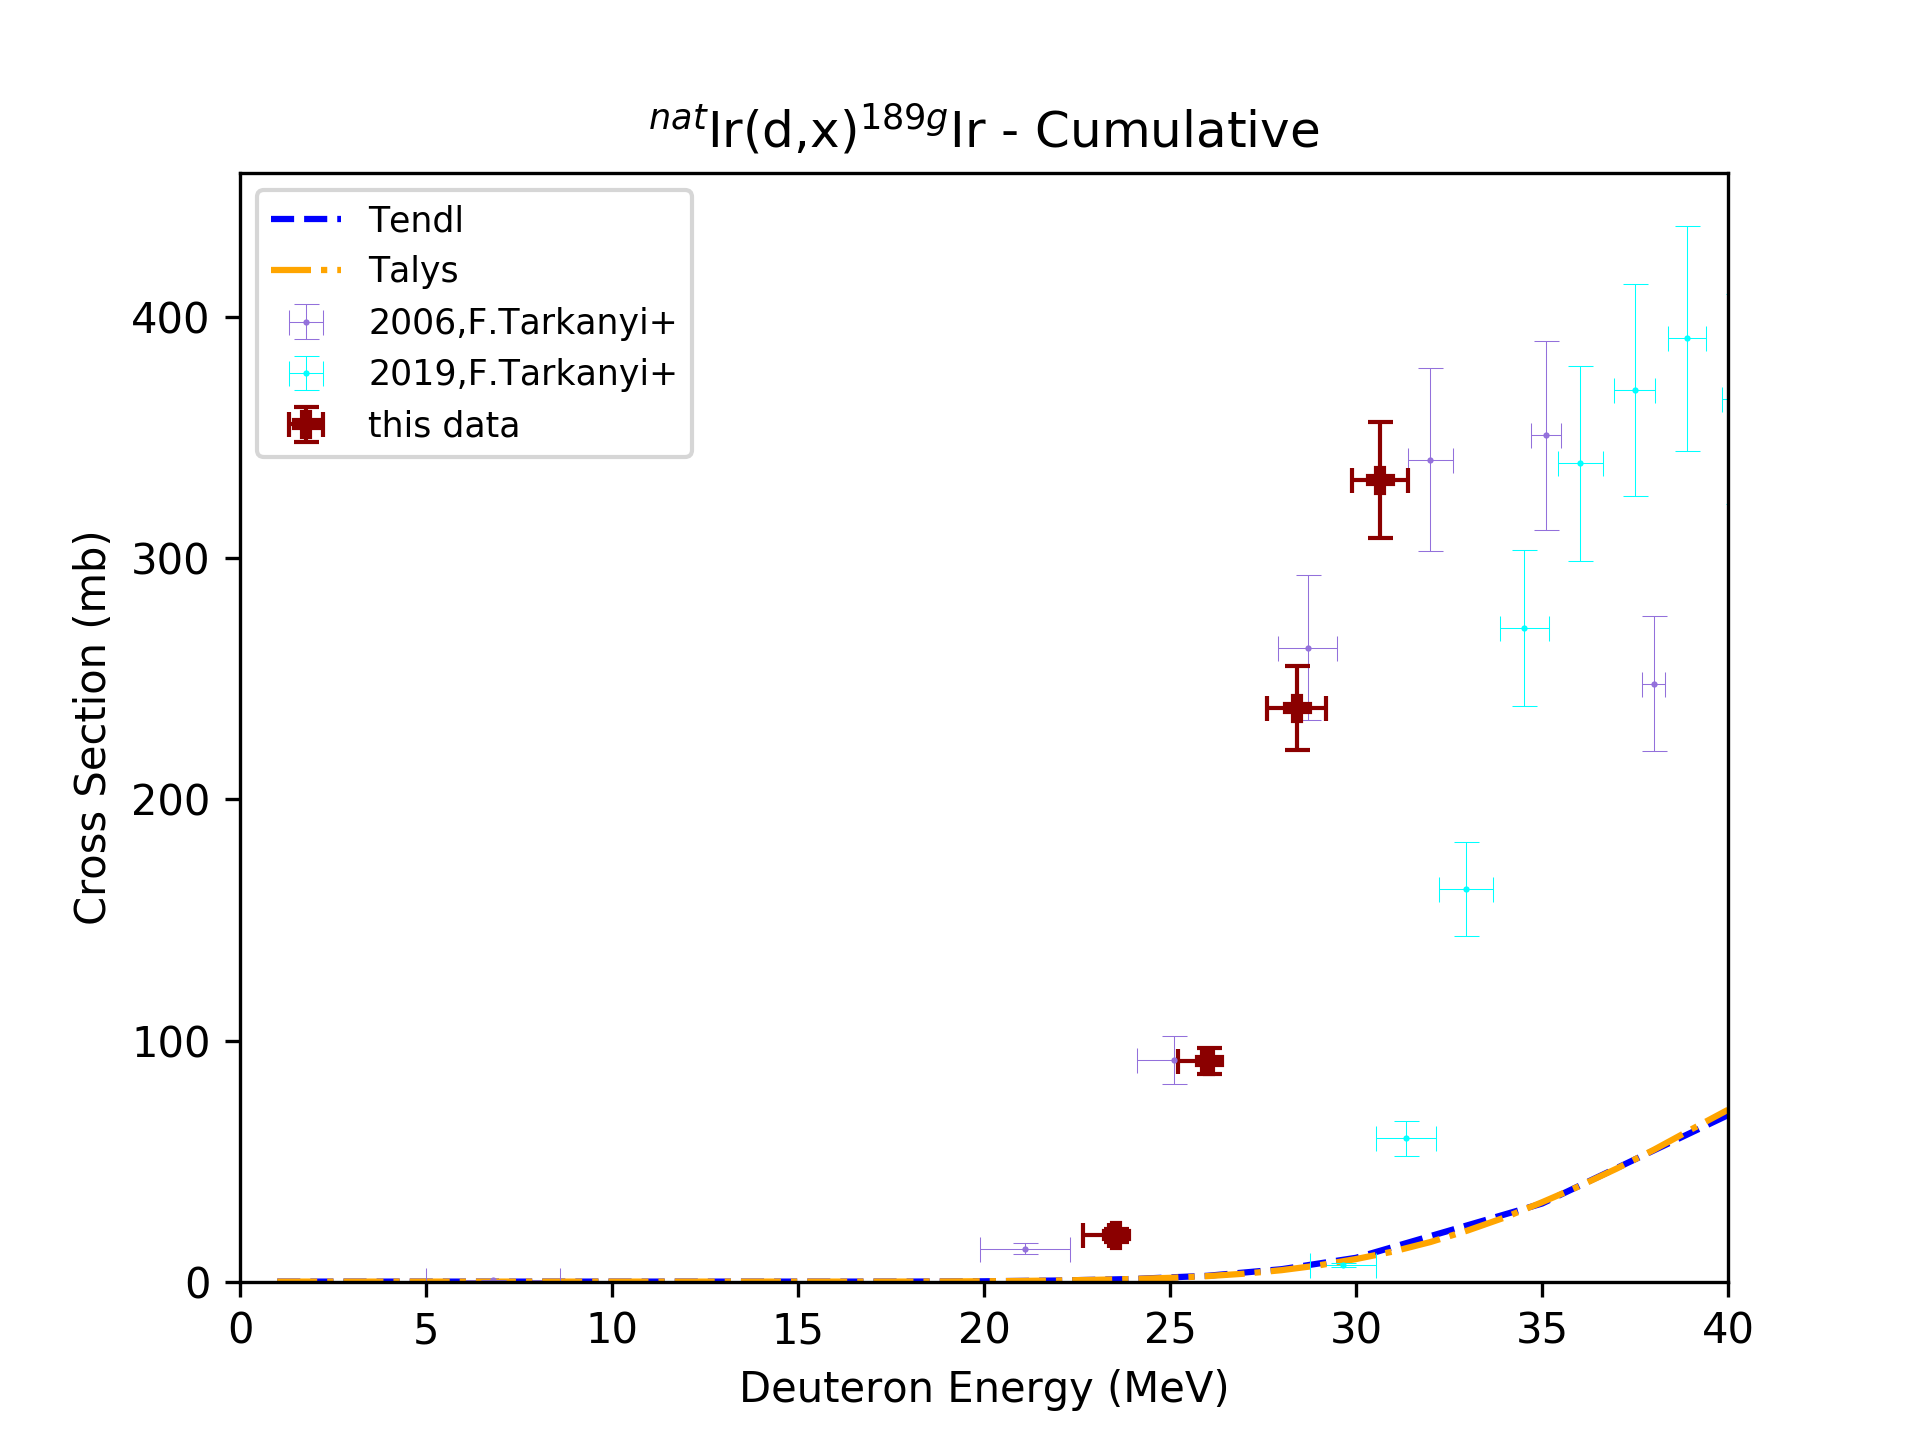 natIr(d,x)189gIr - Cumulative
Tendl
Talys
2006,F.Tarkanyi+
2019,F.Tarkanyi+
this data
Cross Section (mb)
400
300
200
100
0
0 5 10 15 20 25 30 35 40
Deuteron Energy (MeV)